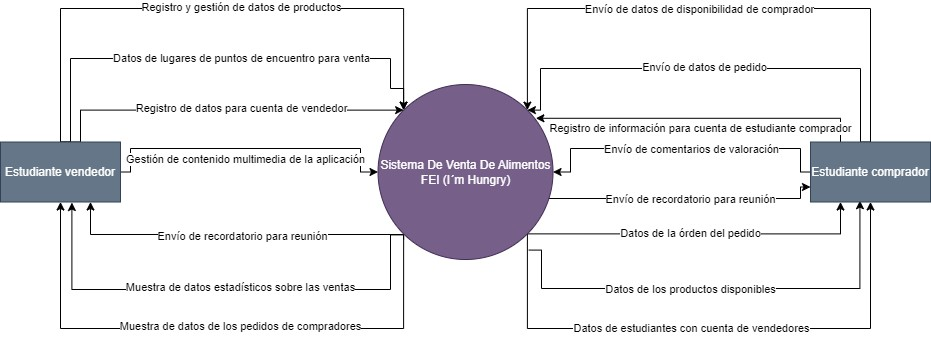 Registro y gestión de datos de productos
Envío de datos de disponibilidad de comprador
Datos de lugares de puntos de encuentro para venta
Envío de datos de pedido
Registro de datos para cuenta de vendedor
Registro de información para cuenta de estudiante comprador
Gestión de contenido multimedia de la aplicación
Envío de comentarios de valoración
Estudiante vendedor
Sistema De Venta De Alimentos
FEI (I´m Hungry)
Estudiante comprador
Envío de recordatorio para reunión
Envío de recordatorio para reunión
Datos de la órden del pedido
Muestra de datos estadísticos sobre las ventas
Datos de los productos disponibles
Muestra de datos de los pedidos de compradores
Datos de estudiantes con cuenta de vendedores